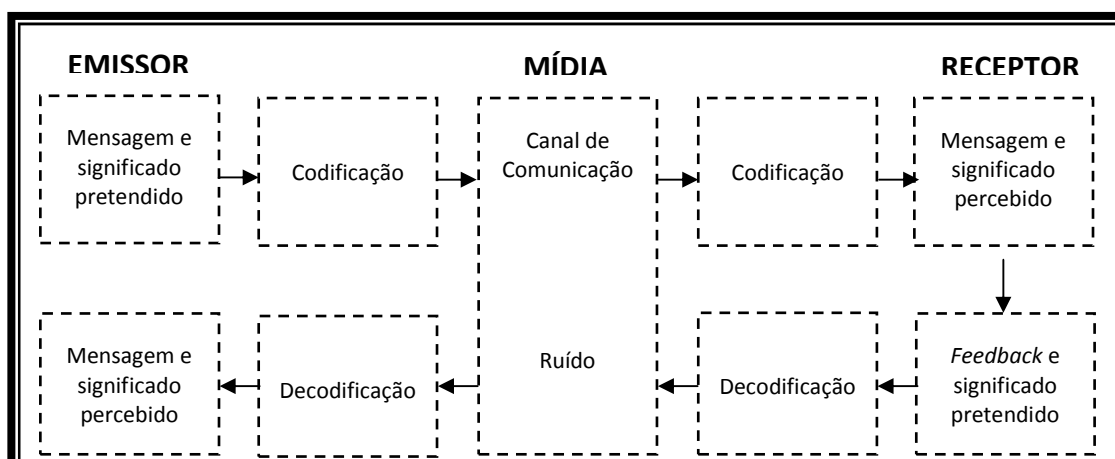 EMISSOR
MÍDIA
RECEPTOR
Mensagem e
significado
pretendido
Codificação
Canal de
Comunicação
Codificação
Mensagem e
significado
percebido
Mensagem e
significado
percebido
Decodificação
Ruído
Decodificação
Feedback e
significado
pretendido